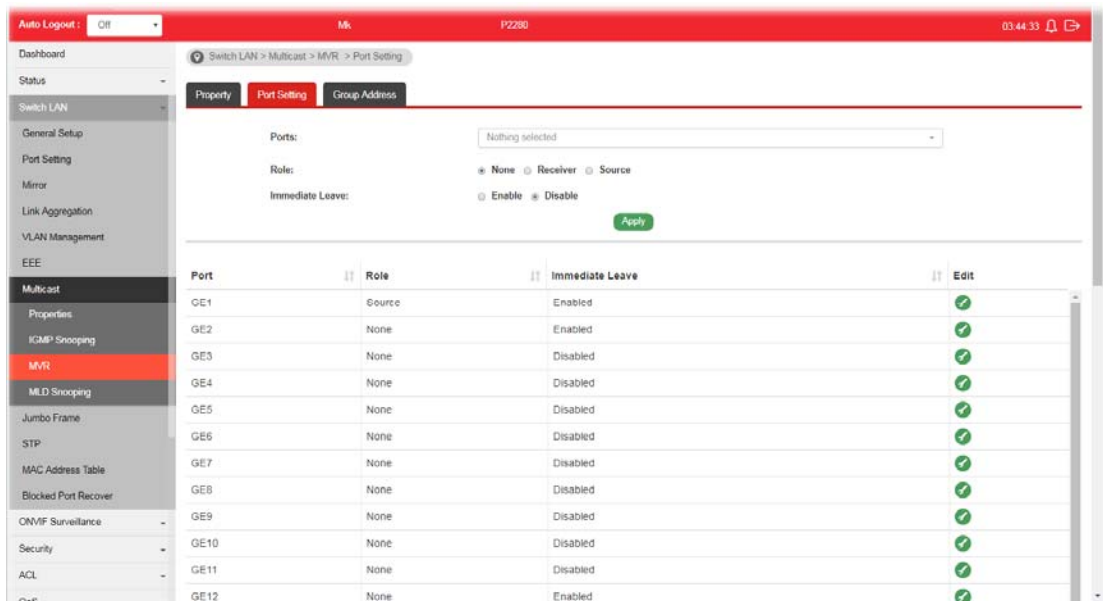 Auto Logout : Off Mk P2280 03:44:33
Dashboard
Status
Switch LAN
General Setup
Port Setting
Mirror
Link Aggregation
VLAN Management
EEE
Multicast
Properties
IGMP Snooping
MVR
MLD Snooping
Jumbo Frame
STP
MAC Address Table
Blocked Port Recover
ONVIF Surveillance
Security
ACL
QoS
Switch LAN > Multicast > MVR > Port Setting
Property Port Setting Group Address
Ports: Nothing selected
Role: None Receiver Source
Immediate Leave: Enable Disable
Apply
Port Role Immediate Leave Edit
GE1 Source Enabled
GE2 None Enabled
GE3 None Disabled
GE4 None Disabled
GE5 None Disabled
GE6 None Disabled
GE7 None Disabled
GE8 None Disabled
GE9 None Disabled
GE10 None Disabled
GE11 None Disabled
GE12 None Enabled